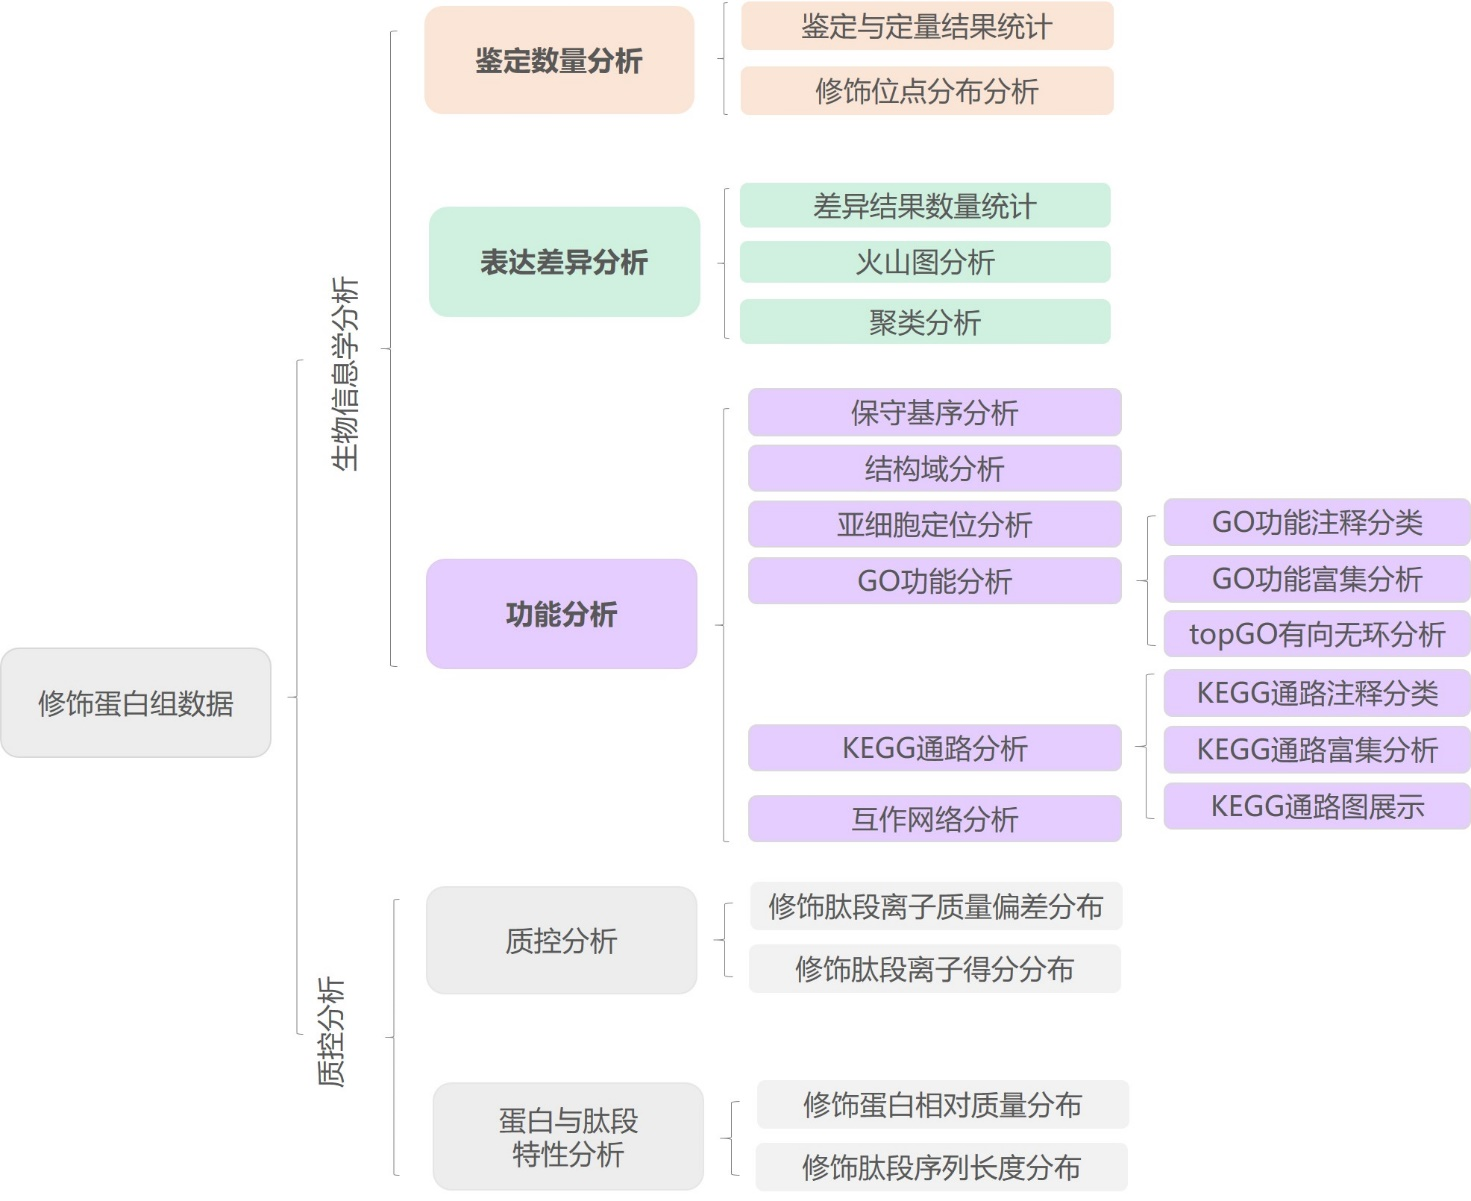 修饰蛋白组数据
生物信息学分析
鉴定数量分析
鉴定与定量结果统计
修饰位点分布分析
表达差异分析
差异结果数量统计
火山图分析
聚类分析
功能分析
保守基序分析
结构域分析
亚细胞定位分析
GO功能分析
GO功能注释分类
GO功能富集分析
topGO有向无环分析
KEGG通路分析
KEGG通路注释分类
KEGG通路富集分析
KEGG通路图展示
互作网络分析
质控分析
质控分析
修饰肽段离子质量偏差分布
修饰肽段离子得分分布
蛋白与肽段
特性分析
修饰蛋白相对质量分布
修饰肽段序列长度分布